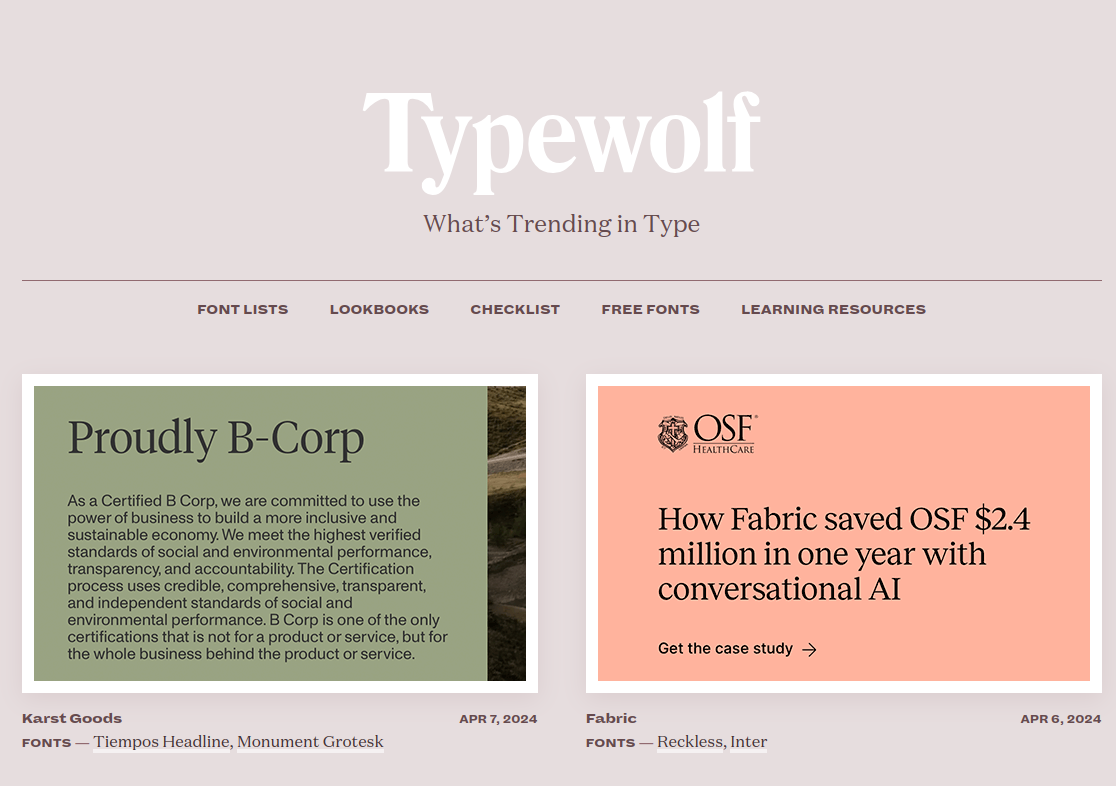 Typewolf
What’s Trending in Type
FONT LISTS LOOKBOOKS CHECKLIST FREE FONTS LEARNING RESOURCES
Proudly B-Corp
As a Certified B Corp, we are committed to use the
power of business to build a more inclusive and
sustainable economy. We meet the highest verified
standards of social and environmental performance,
transparency, and accountability. The Certification
process uses credible, comprehensive, transparent,
and independent standards of social and
environmental performance. B Corp is one of the only
certifications that is not for a product or service, but for
the whole business behind the product or service.
Karst Goods APR 7, 2024
FONTS — Tiempos Headline, Monument Grotesk
OSF®
HEALTHCARE
How Fabric saved OSF $2.4
million in one year with
conversational AI
Get the case study →
Fabric APR 6, 2024
FONTS — Reckless, Inter